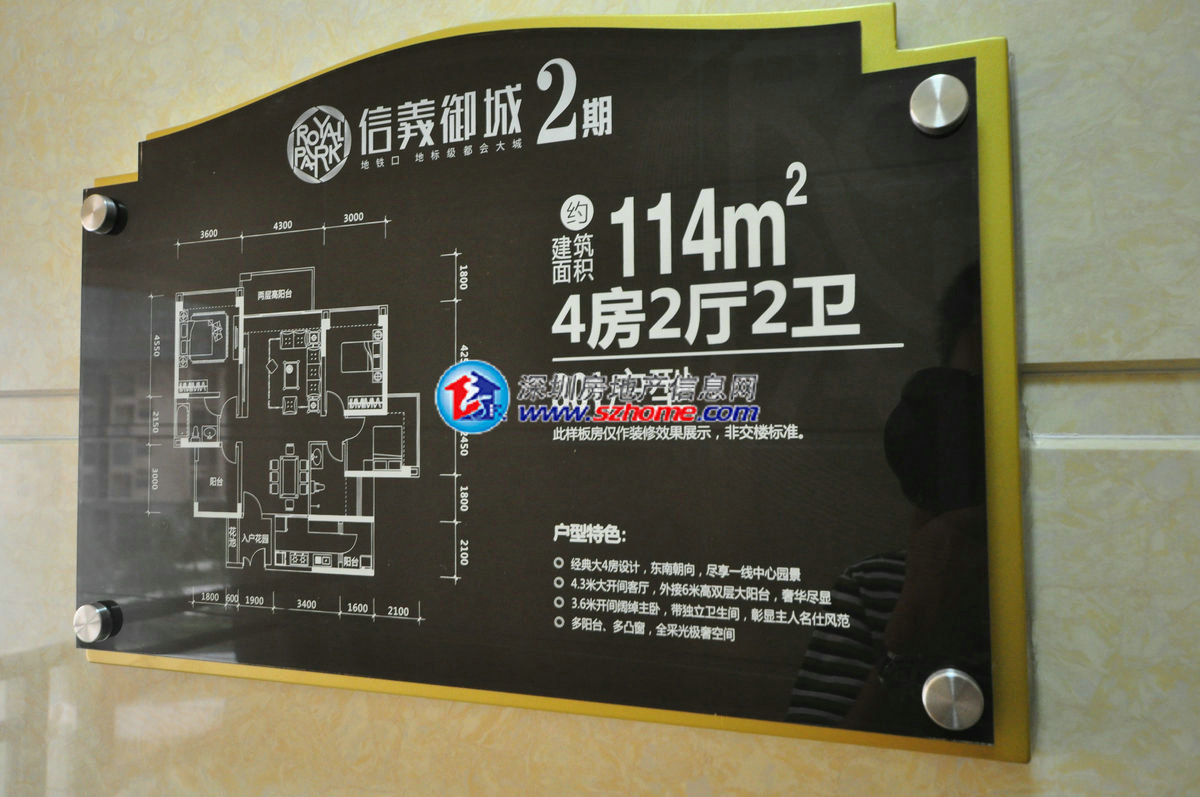 ROYAL PARK
信義御城2期
地铁口 地标级都会大城
约
建筑面积
114m²
4房2厅2卫
户型
深圳房地产信息网
www.szhome.com
此样板房仅作装修效果展示，非交楼标准。
户型特色：
经典大4房设计，东南朝向，尽享一线中心园景
4.3米大开间客厅，外接6米高双层大阳台，奢华尽显
3.6米开间阔绰主卧，带独立卫生间，彰显主人名仕风范
多阳台、多凸窗，全采光极奢空间
3600
4300
3000
两层高阳台
4550
2150
3000
1800
2450
1800
2100
阳台
花池
入户花园
阳台
1800
600
1900
3400
1600
2100